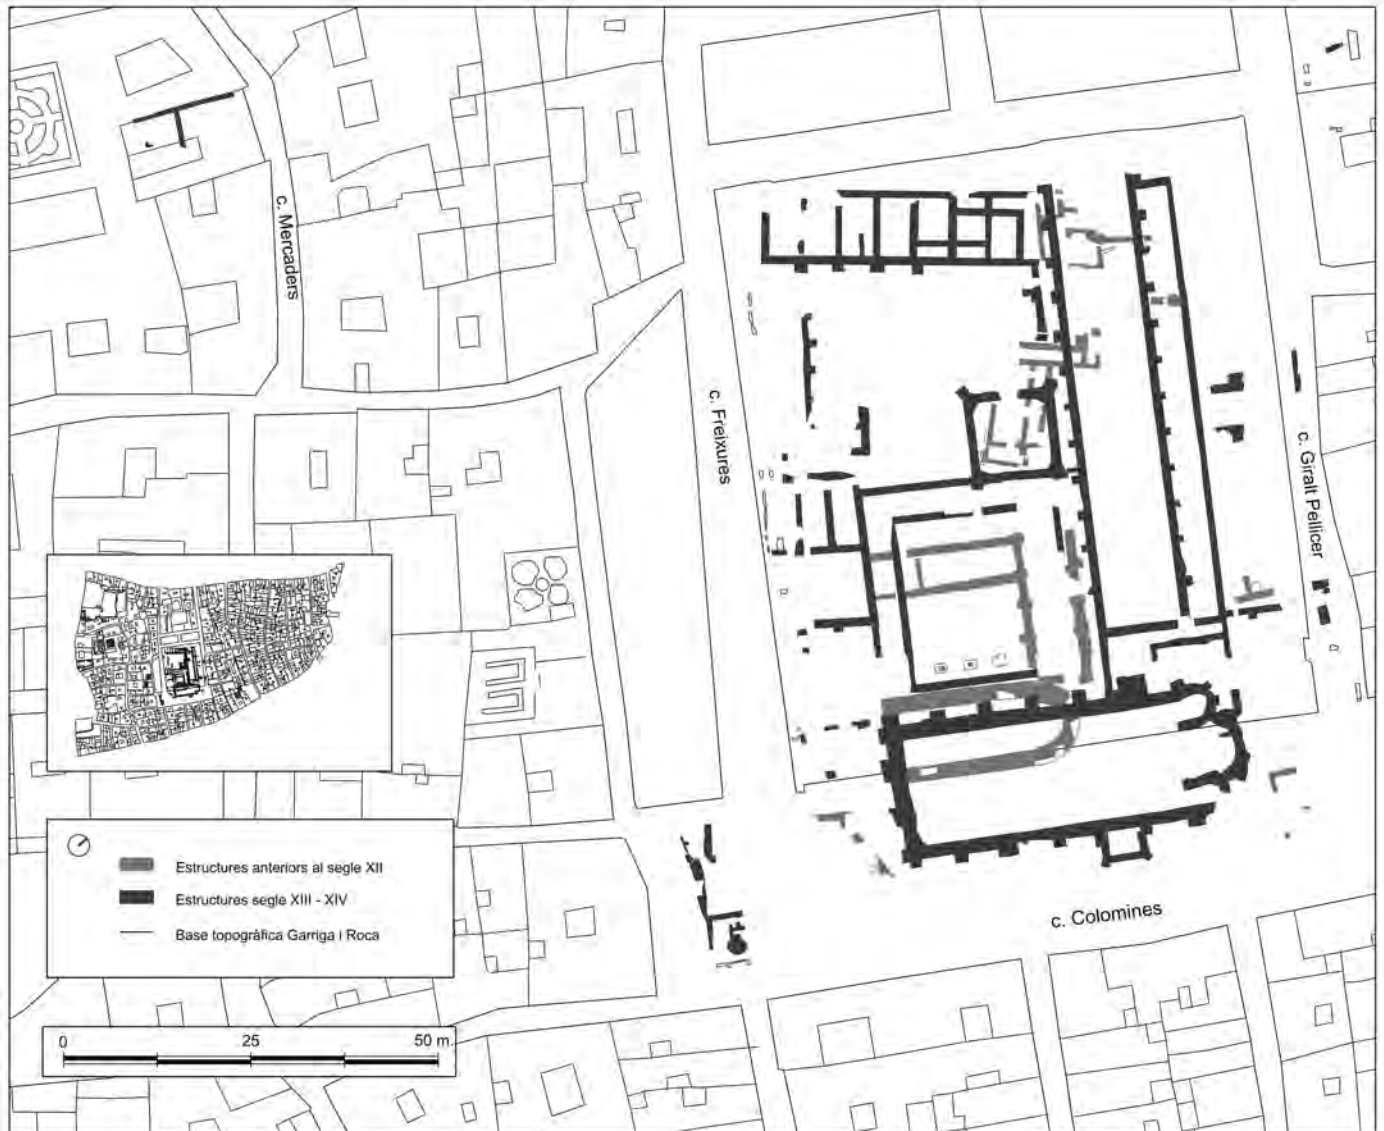 c. Mercaders
c. Freixures
c. Giralt Pellicer
Estructures anteriors al segle XII
Estructures segle XIII - XIV
Base topogràfica Garriga i Roca
c. Colomines
0 25 50 m.